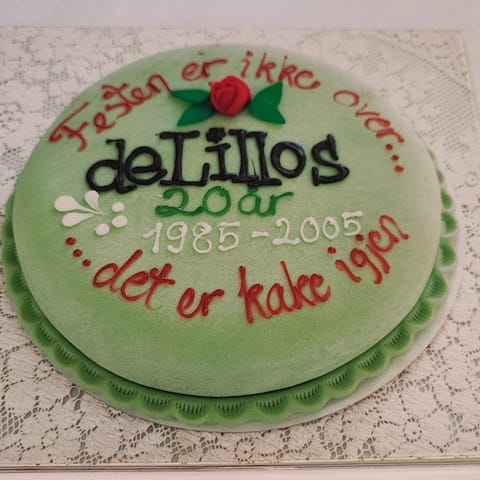 Festen er ikke over...
deLillos
20 år
1985-2005
...det er kake igjen